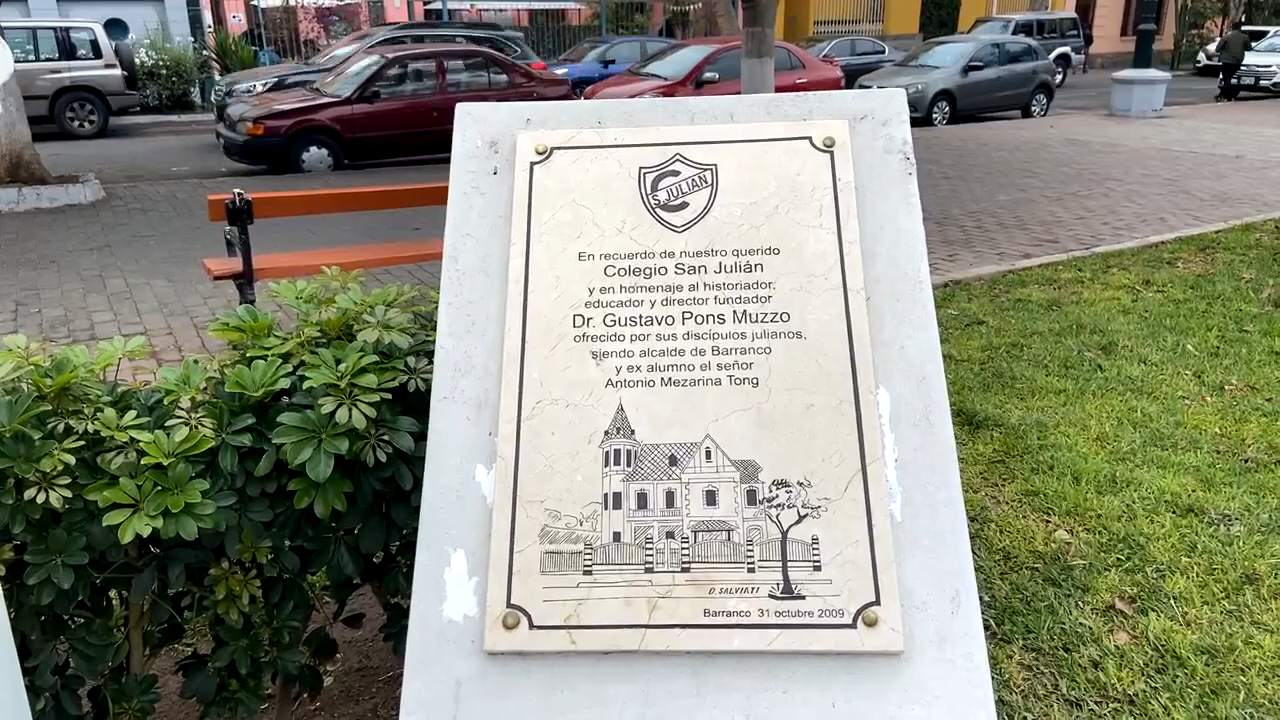 S. JULIAN
En recuerdo de nuestro querido
Colegio San Julián
y en homenaje al historiador,
educador y director fundador
Dr. Gustavo Pons Muzzo
ofrecido por sus discípulos julianos,
siendo alcalde de Barranco
y ex alumno el señor
Antonio Mezarina Tong
D. SALVIATI
Barranco 31 octubre 2009